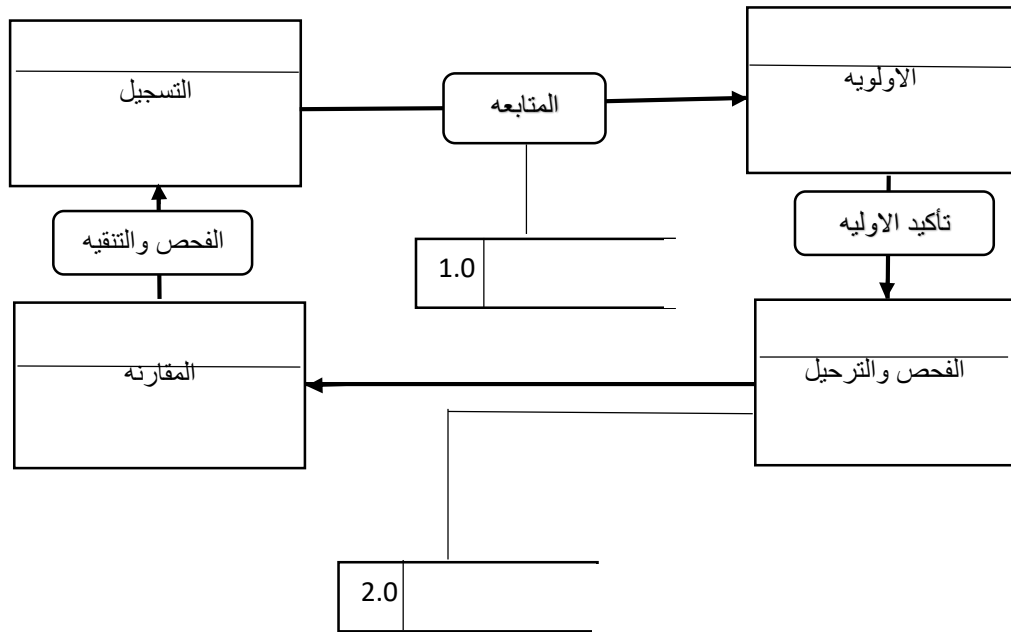 التسجيل
المتابعه
الاولويه
الفحص والتنقيه
تأكيد الاوليه
1.0
المقارنه
الفحص والترحيل
2.0